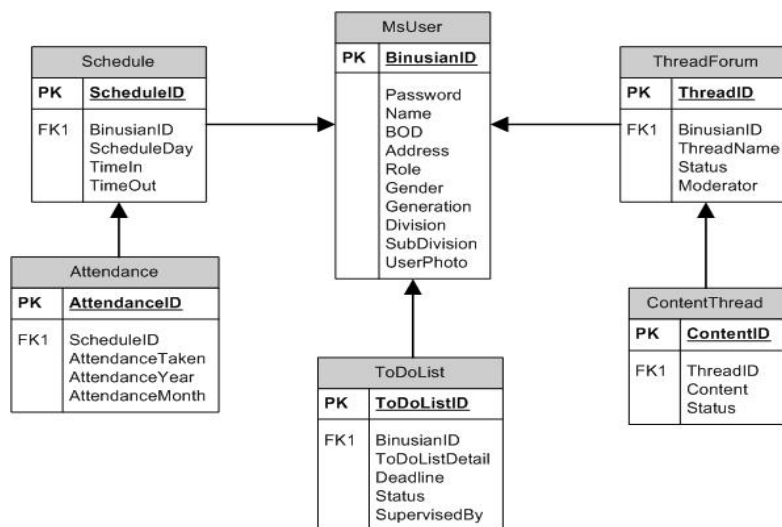 Schedule
PK ScheduleID
FK1 BinusianID
ScheduleDay
TimeIn
TimeOut
Attendance
PK AttendanceID
FK1 ScheduleID
AttendanceTaken
AttendanceYear
AttendanceMonth
MsUser
PK BinusianID
Password
Name
BOD
Address
Role
Gender
Generation
Division
SubDivision
UserPhoto
ToDoList
PK ToDoListID
FK1 BinusianID
ToDoListDetail
Deadline
Status
SupervisedBy
ThreadForum
PK ThreadID
FK1 BinusianID
ThreadName
Status
Moderator
ContentThread
PK ContentID
FK1 ThreadID
Content
Status